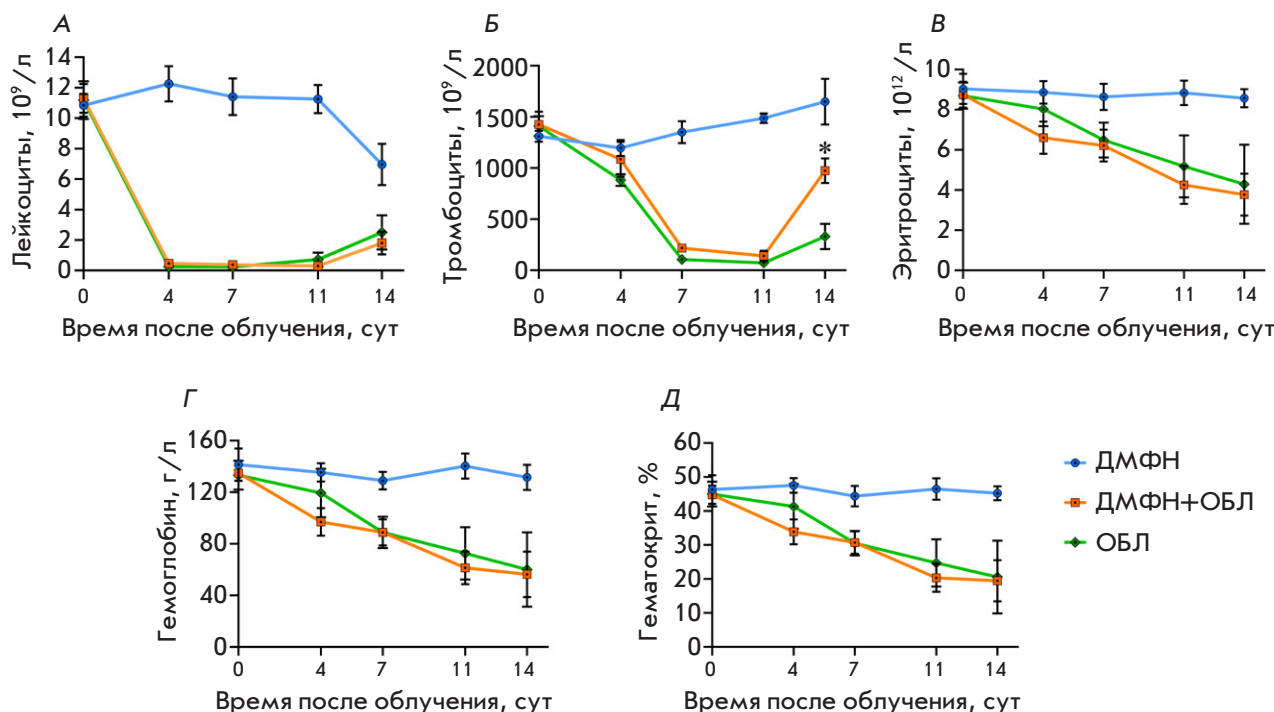 А
Лейкоциты, 10⁹/л
14
12
10
8
6
4
2
0
0 4 7 11 14
Время после облучения, сут
Б
Тромбоциты, 10⁹/л
2000
1500
1000
500
0
*
0 4 7 11 14
Время после облучения, сут
В
Эритроциты, 10¹²/л
10
8
6
4
2
0
0 4 7 11 14
Время после облучения, сут
Г
Гемоглобин, г/л
160
120
80
40
0
0 4 7 11 14
Время после облучения, сут
Д
Гематокрит, %
60
50
40
30
20
10
0
0 4 7 11 14
Время после облучения, сут
ДМФН
ДМФН+ОБЛ
ОБЛ